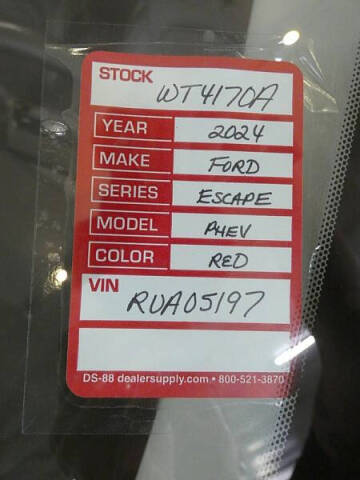 STOCK
WT4170A
YEAR 2024
MAKE FORD
SERIES ESCAPE
MODEL PHEV
COLOR RED
VIN
RUA05197
DS-88 dealersupply.com • 800-521-3870